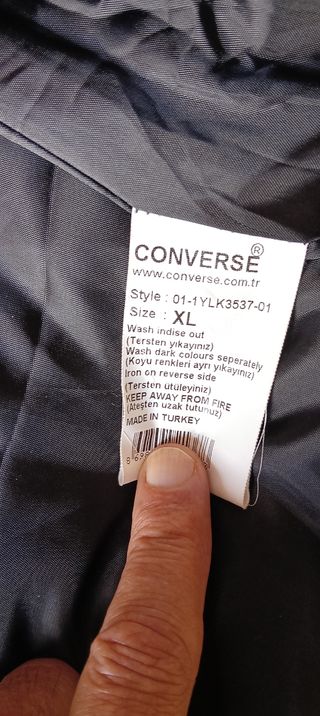 CONVERSE®
www.converse.com.tr
Style : 01-1YLK3537-01
Size : XL
Wash indise out
(Tersten yıkayınız)
Wash dark colours seperately
(Koyu renkleri ayrı yıkayınız)
Iron on reverse side
(Tersten ütüleyiniz)
KEEP AWAY FROM FIRE
(Ateşten uzak tutunuz)
MADE IN TURKEY